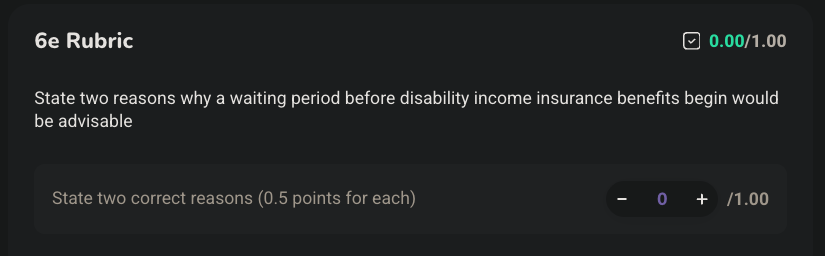 6e Rubric
0.00/1.00
State two reasons why a waiting period before disability income insurance benefits begin would
be advisable
State two correct reasons (0.5 points for each)
− 0 + /1.00